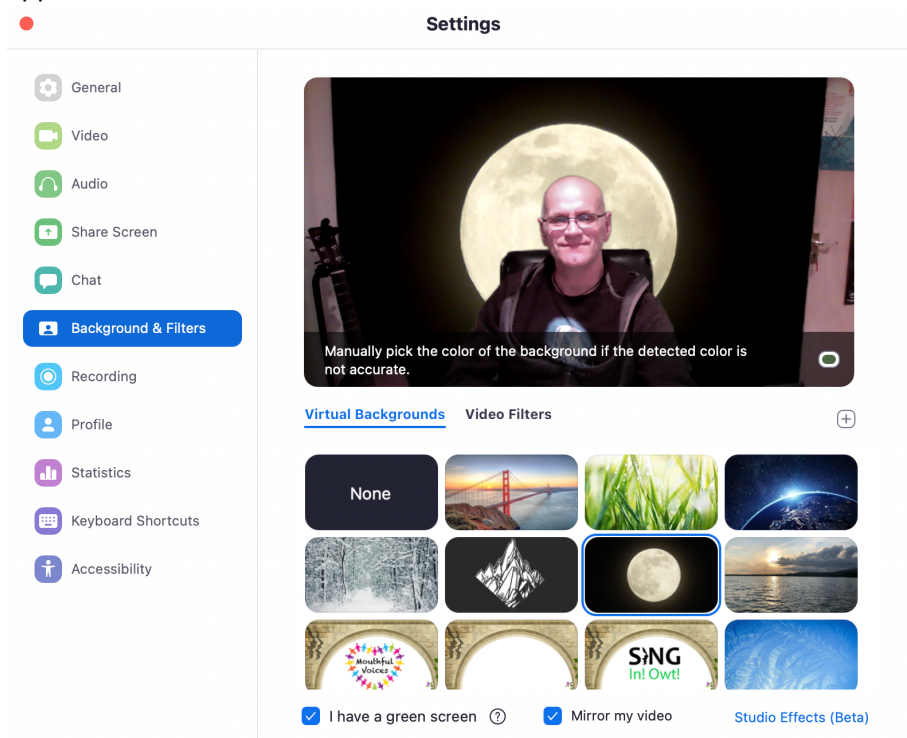 Settings
General
Video
Audio
Share Screen
Chat
Background & Filters
Recording
Profile
Statistics
Keyboard Shortcuts
Accessibility
Manually pick the color of the background if the detected color is
not accurate.
Virtual Backgrounds Video Filters
None
Mouthful
Voices
SiNG
In! Owt!
I have a green screen ? Mirror my video Studio Effects (Beta)